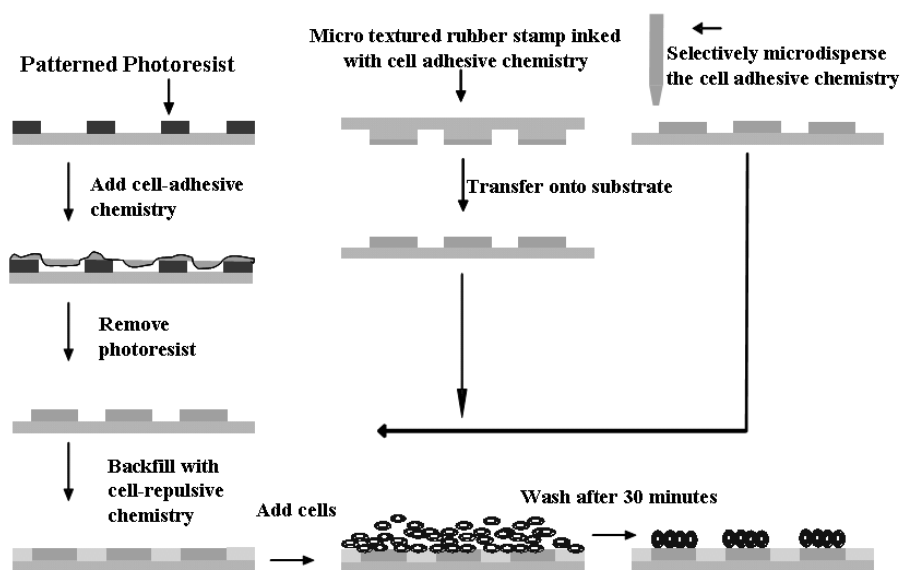 Patterned Photoresist
Add cell-adhesive
chemistry
Remove
photoresist
Backfill with
cell-repulsive
chemistry
Micro textured rubber stamp inked
with cell adhesive chemistry
Transfer onto substrate
Selectively microdisperse
the cell adhesive chemistry
Add cells
Wash after 30 minutes